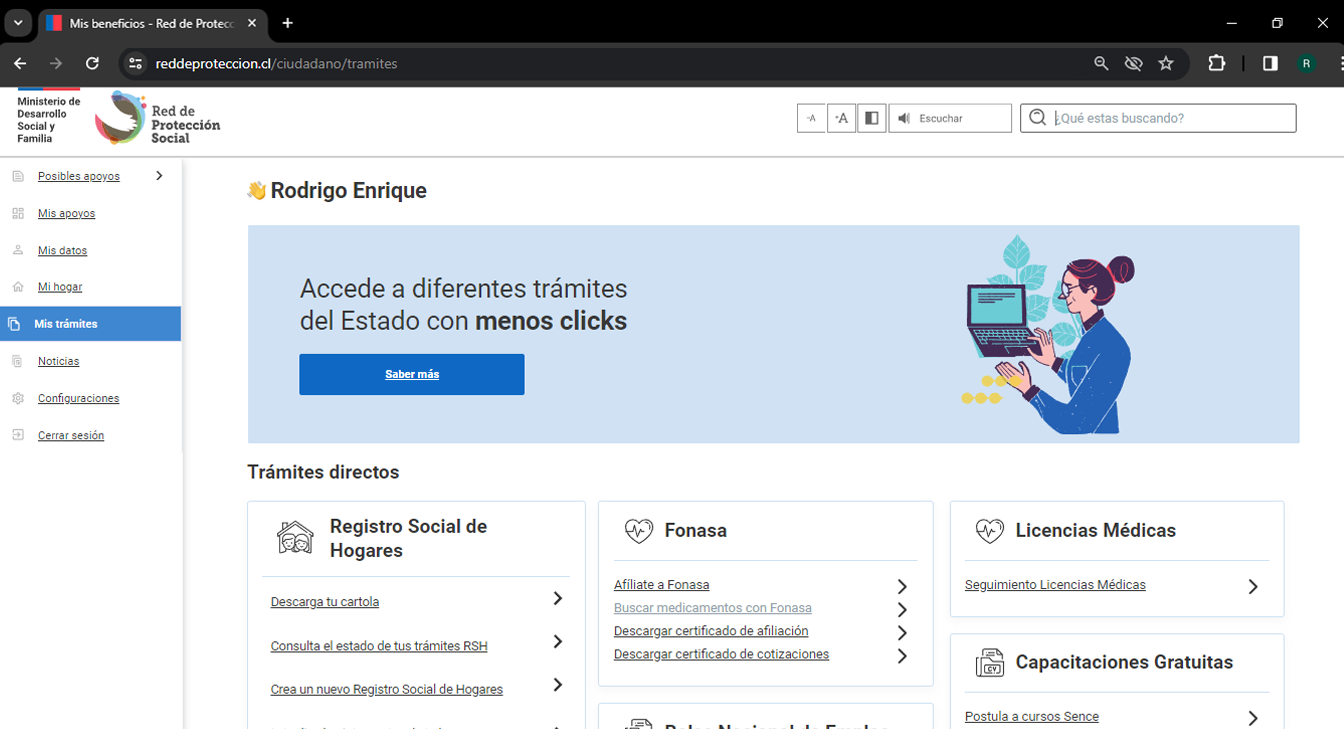 Mis beneficios - Red de Protecc
reddeproteccion.cl/ciudadano/tramites
R
Ministerio de
Desarrollo
Social y
Familia
Red de
Protección
Social
-A
+A
Escuchar
¿Qué estas buscando?
Posibles apoyos
Mis apoyos
Mis datos
Mi hogar
Mis trámites
Noticias
Configuraciones
Cerrar sesión
Rodrigo Enrique
Accede a diferentes trámites
del Estado con menos clicks
Saber más
Trámites directos
Registro Social de
Hogares
Descarga tu cartola
Consulta el estado de tus trámites RSH
Crea un nuevo Registro Social de Hogares
Fonasa
Afíliate a Fonasa
Buscar medicamentos con Fonasa
Descargar certificado de afiliación
Descargar certificado de cotizaciones
Licencias Médicas
Seguimiento Licencias Médicas
CV
Capacitaciones Gratuitas
Postula a cursos Sence